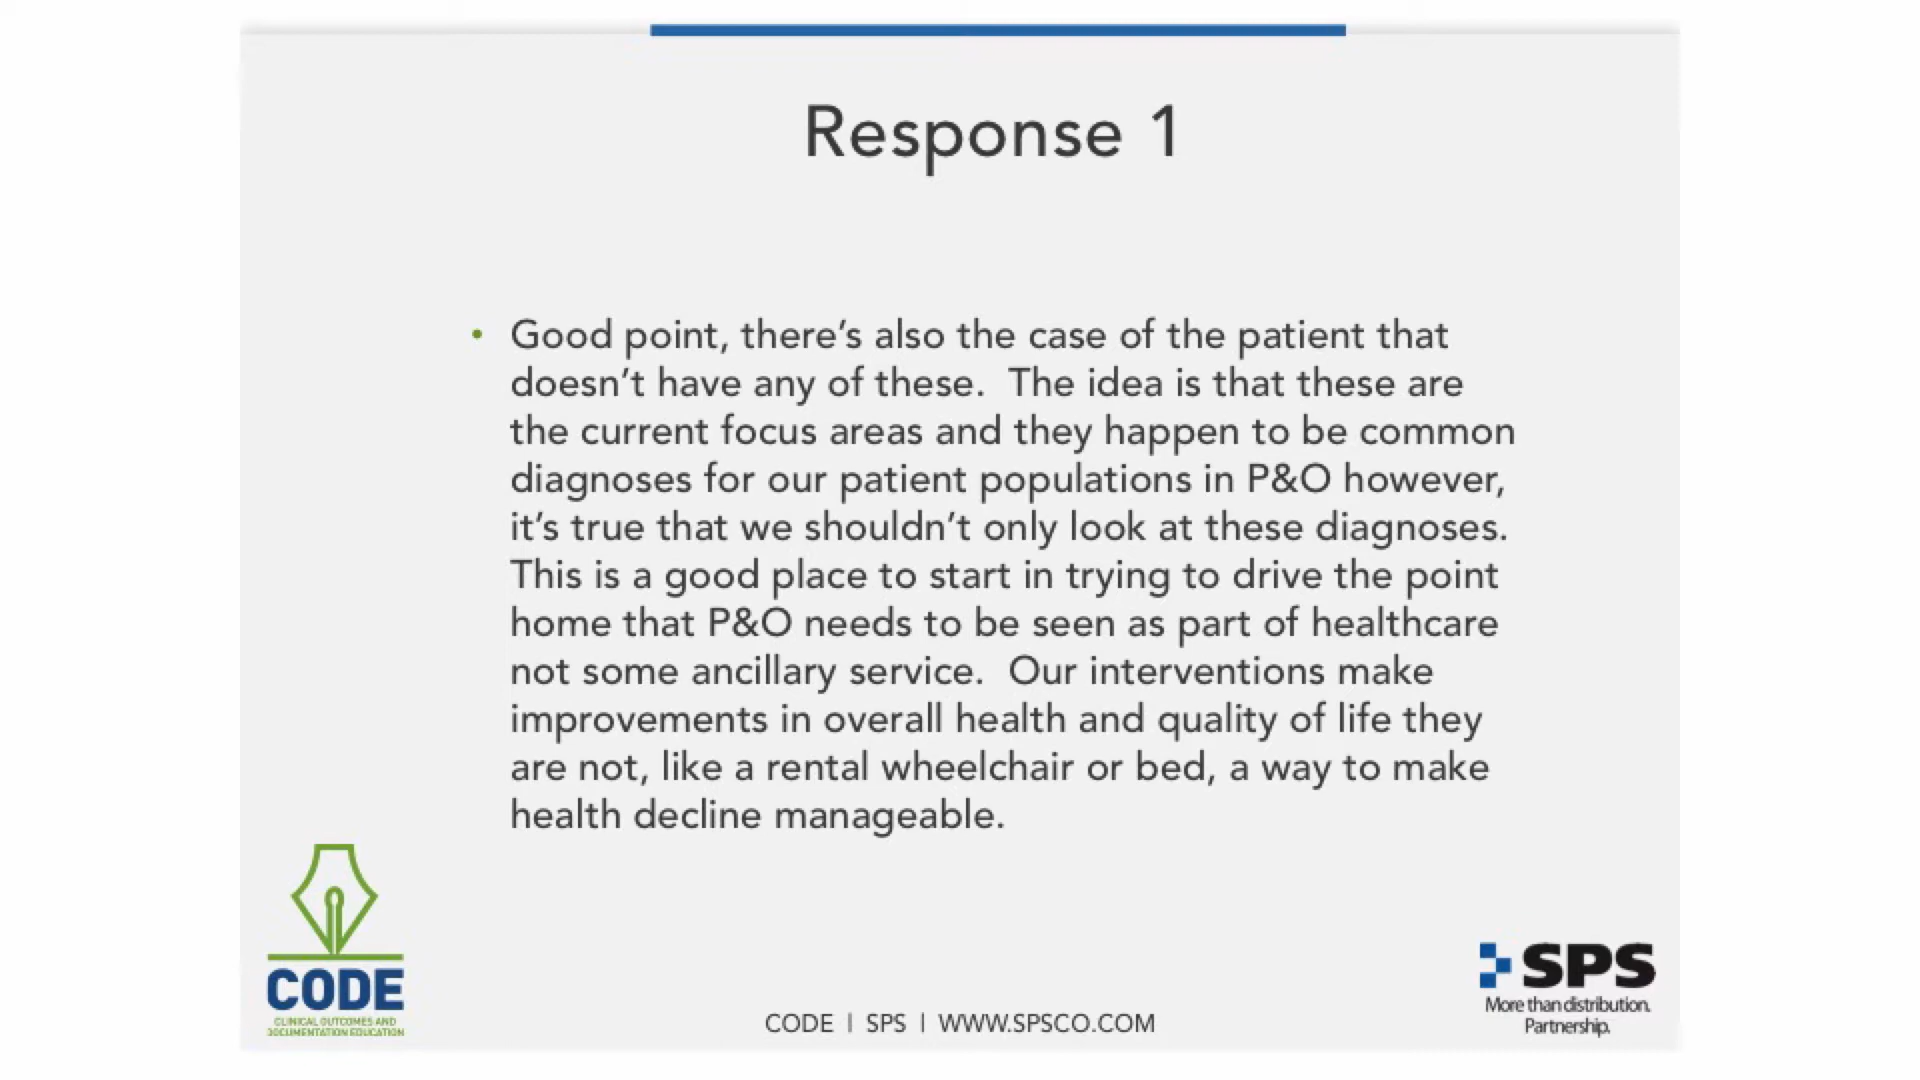 Response 1
• Good point, there's also the case of the patient that
doesn't have any of these.  The idea is that these are
the current focus areas and they happen to be common
diagnoses for our patient populations in P&O however,
it's true that we shouldn't only look at these diagnoses.
This is a good place to start in trying to drive the point
home that P&O needs to be seen as part of healthcare
not some ancillary service.  Our interventions make
improvements in overall health and quality of life they
are not, like a rental wheelchair or bed, a way to make
health decline manageable.
CODE
CLINICAL OUTCOMES AND
DOCUMENTATION EDUCATION
CODE | SPS | WWW.SPSCO.COM
SPS
More than distribution.
Partnership.